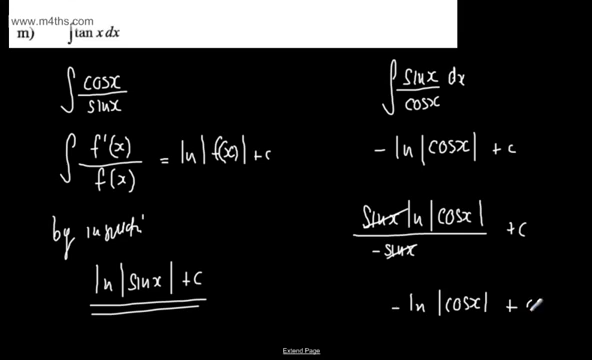 www.m4ths.com
m) ∫tan x dx
∫ cosx/sinx
∫ f'(x)/f(x) = ln|f(x)| + c
by
ln|sinx| + c
∫ sinx/cosx dx
- ln|cosx| + c
sinx ln|cosx| / -sinx + c
- ln|cosx| +
Extend Page